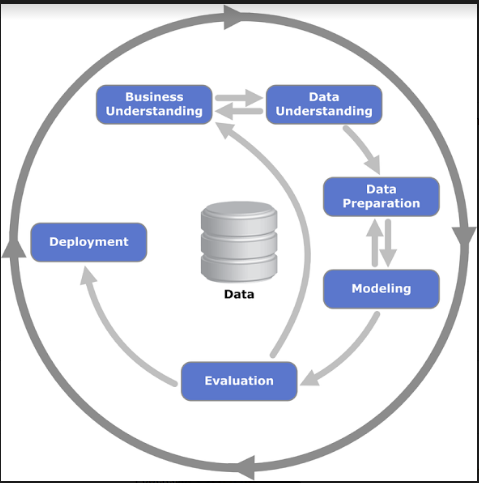 Business
Understanding
Data
Understanding
Data
Preparation
Deployment
Data
Modeling
Evaluation